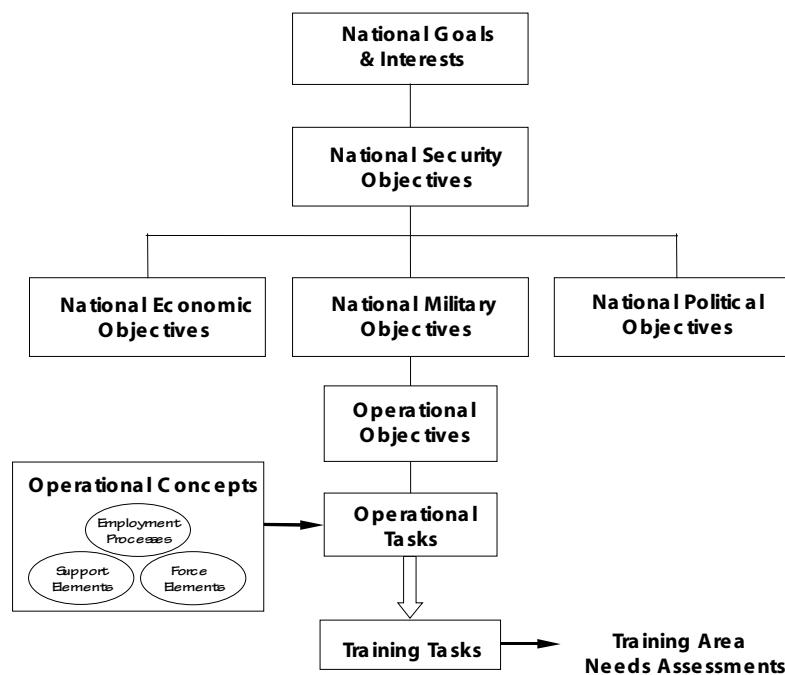 National Goals
& Interests
National Security
Objectives
National Economic
Objectives
National Military
Objectives
National Political
Objectives
Operational
Objectives
Operational Concepts
Employment
Processes
Support
Elements
Force
Elements
Operational
Tasks
Training Tasks
Training Area
Needs Assessments